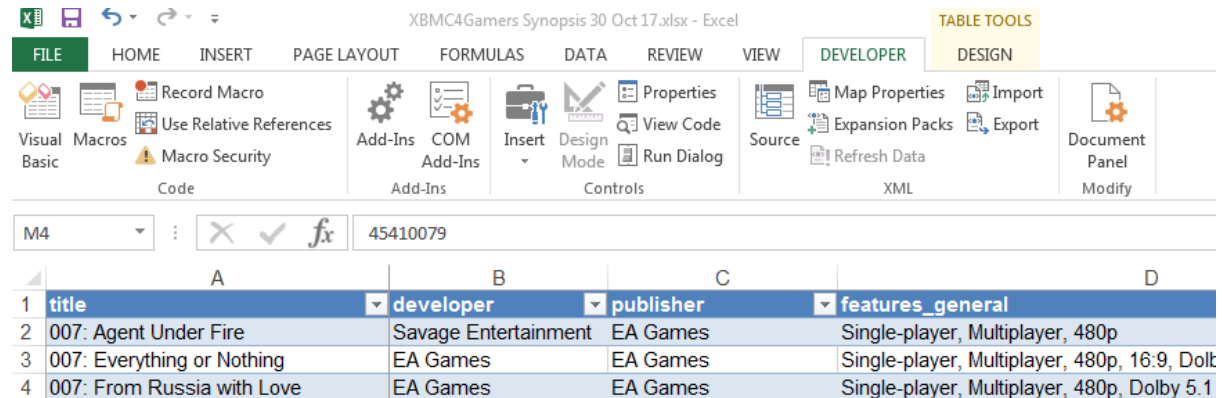 XBMC4Gamers Synopsis 30 Oct 17.xlsx - Excel
TABLE TOOLS
FILE HOME INSERT PAGE LAYOUT FORMULAS DATA REVIEW VIEW DEVELOPER DESIGN
Visual Basic
Macros
Record Macro
Use Relative References
Macro Security
Code
Add-Ins
COM Add-Ins
Add-Ins
Insert
Design Mode
Properties
View Code
Run Dialog
Controls
Source
Map Properties
Expansion Packs
Refresh Data
Import
Export
XML
Document Panel
Modify
M4 fx 45410079
A B C D
1 title developer publisher features_general
2 007: Agent Under Fire Savage Entertainment EA Games Single-player, Multiplayer, 480p
3 007: Everything or Nothing EA Games EA Games Single-player, Multiplayer, 480p, 16:9,
4 007: From Russia with Love EA Games EA Games Single-player, Multiplayer, 480p, Dolby 5.1